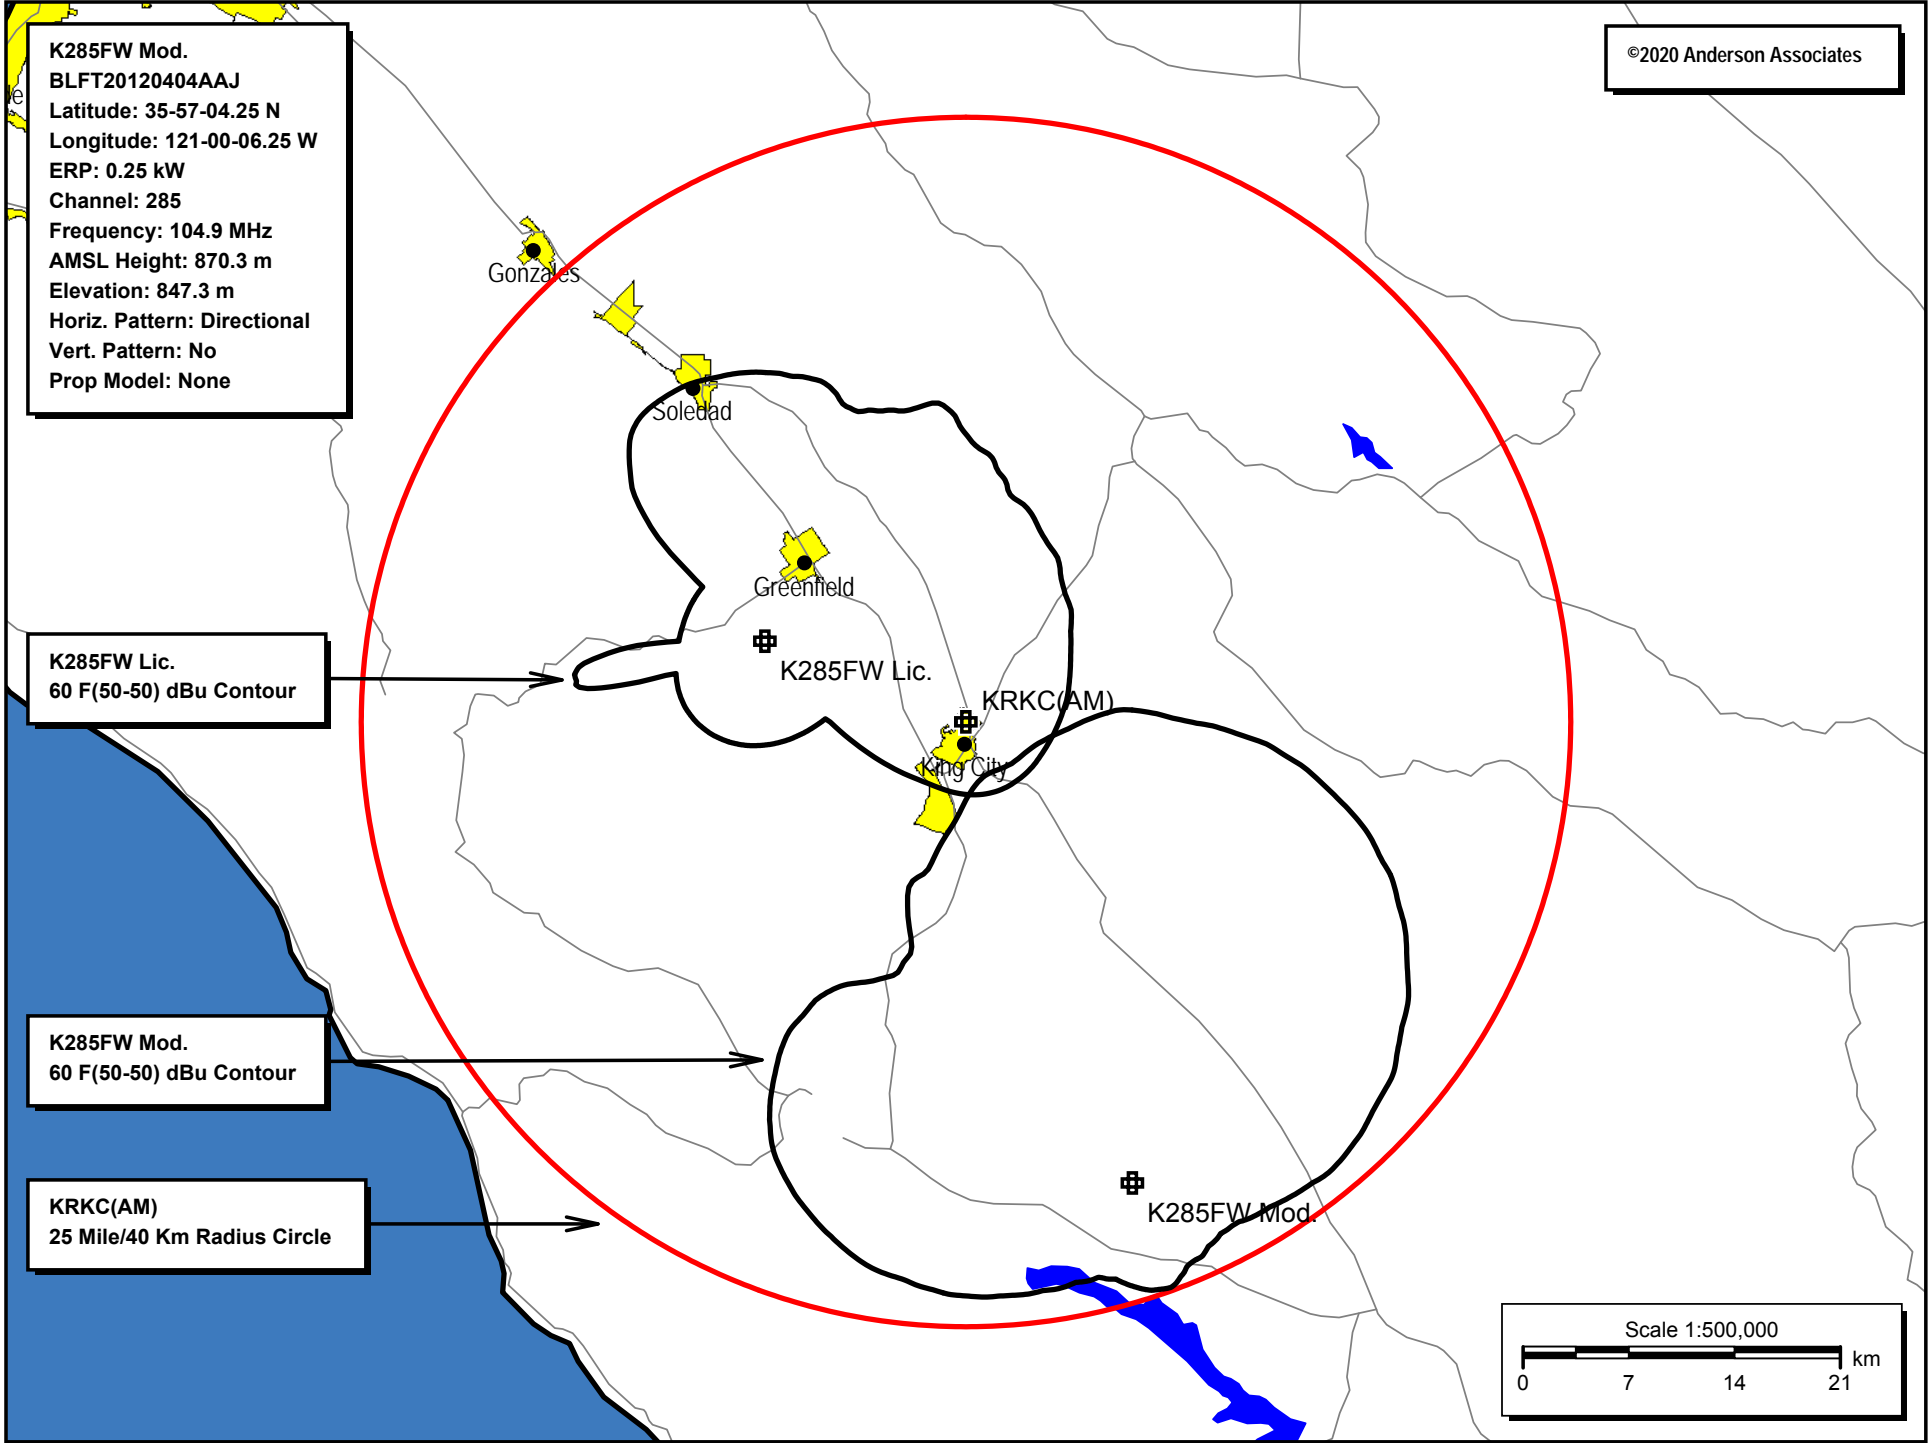 K285FW Mod.
BLFT20120404AAJ
Latitude: 35-57-04.25 N
Longitude: 121-00-06.25 W
ERP: 0.25 kW
Channel: 285
Frequency: 104.9 MHz
AMSL Height: 870.3 m
Elevation: 847.3 m
Horiz. Pattern: Directional
Vert. Pattern: No
Prop Model: None
©2020 Anderson Associates
Gonzales
Soledad
Greenfield
K285FW Lic.
60 F(50-50) dBu Contour
K285FW Lic.
KRKC(AM)
King City
K285FW Mod.
60 F(50-50) dBu Contour
KRKC(AM)
25 Mile/40 Km Radius Circle
K285FW Mod.
Scale 1:500,000
km
0 7 14 21